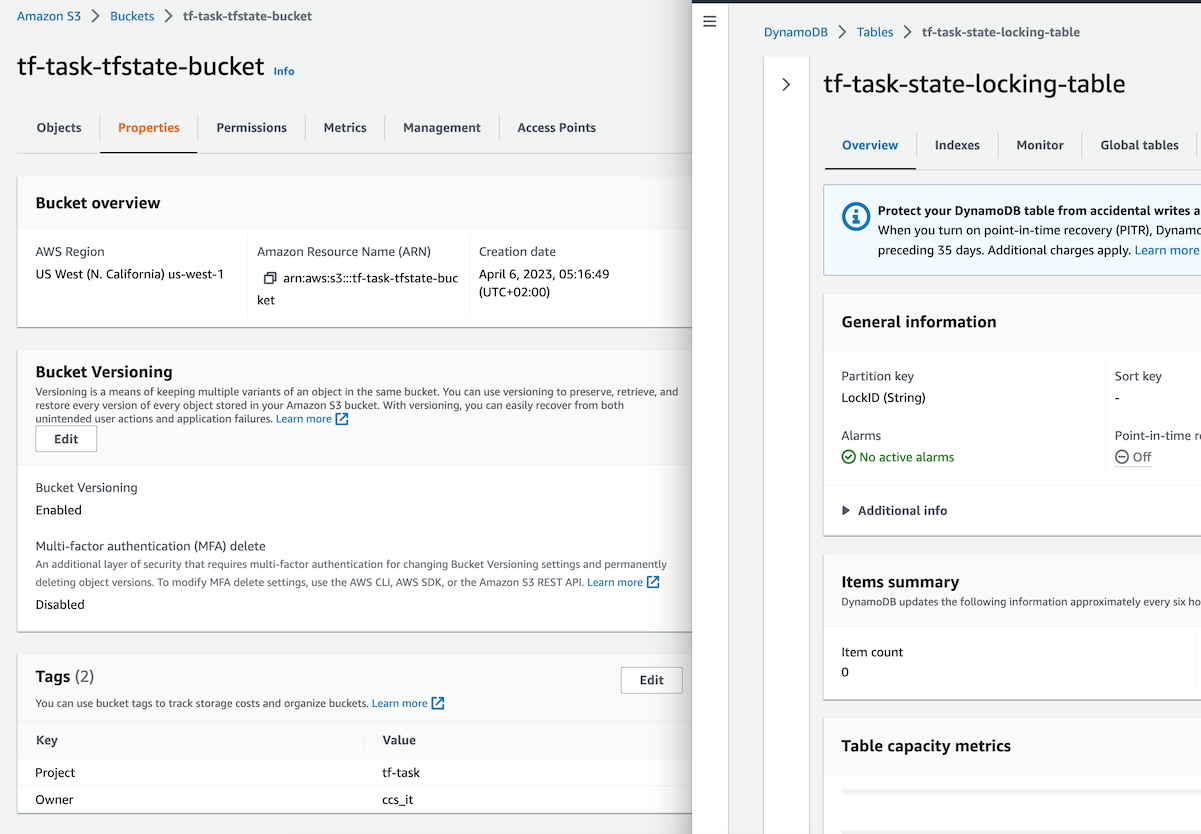 Amazon S3 > Buckets > tf-task-tfstate-bucket
tf-task-tfstate-bucket Info
Objects Properties Permissions Metrics Management Access Points
Bucket overview
AWS Region
US West (N. California) us-west-1
Amazon Resource Name (ARN)
arn:aws:s3:::tf-task-tfstate-buc
ket
Creation date
April 6, 2023, 05:16:49
(UTC+02:00)
Bucket Versioning
Versioning is a means of keeping multiple variants of an object in the same bucket. You can use versioning to preserve, retrieve, and
restore every version of every object stored in your Amazon S3 bucket. With versioning, you can easily recover from both
unintended user actions and application failures. Learn more
Edit
Bucket Versioning
Enabled
Multi-factor authentication (MFA) delete
An additional layer of security that requires multi-factor authentication for changing Bucket Versioning settings and permanently
deleting object versions. To modify MFA delete settings, use the AWS CLI, AWS SDK, or the Amazon S3 REST API. Learn more
Disabled
Tags (2)
Edit
You can use bucket tags to track storage costs and organize buckets. Learn more
Key Value
Project tf-task
Owner ccs_it
DynamoDB > Tables > tf-task-state-locking-table
tf-task-state-locking-table
Overview Indexes Monitor Global tables
Protect your DynamoDB table from accidental writes a
When you turn on point-in-time recovery (PITR), Dynamo
preceding 35 days. Additional charges apply. Learn more
General information
Partition key
LockID (String)
Sort key
-
Alarms
No active alarms
Point-in-time r
Off
Additional info
Items summary
DynamoDB updates the following information approximately every six ho
Item count
0
Table capacity metrics